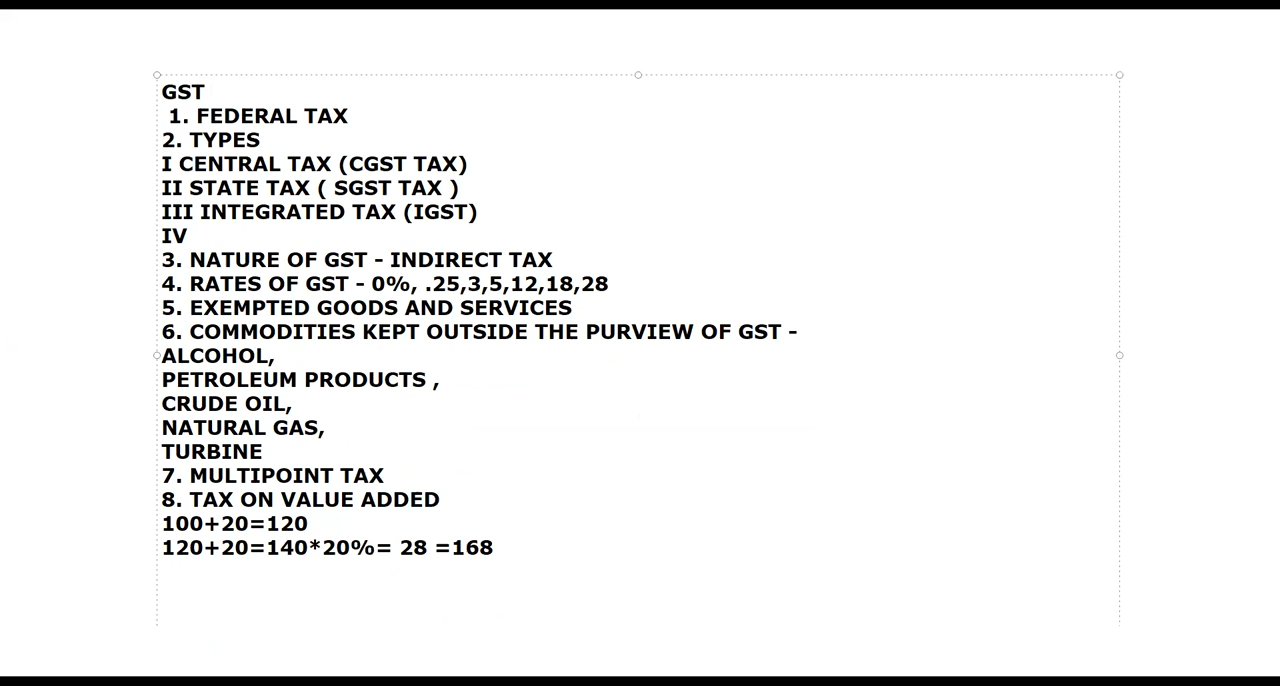 GST
1. FEDERAL TAX
2. TYPES
I CENTRAL TAX (CGST TAX)
II STATE TAX ( SGST TAX )
III INTEGRATED TAX (IGST)
IV
3. NATURE OF GST - INDIRECT TAX
4. RATES OF GST - 0%, .25,3,5,12,18,28
5. EXEMPTED GOODS AND SERVICES
6. COMMODITIES KEPT OUTSIDE THE PURVIEW OF GST -
ALCOHOL,
PETROLEUM PRODUCTS ,
CRUDE OIL,
NATURAL GAS,
TURBINE
7. MULTIPOINT TAX
8. TAX ON VALUE ADDED
100+20=120
120+20=140*20%= 28 =168